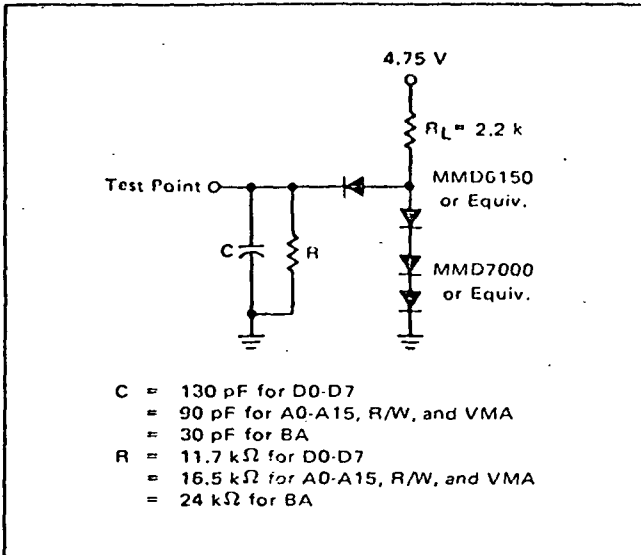 4.75 V
RL = 2.2 k
Test Point
MMD6150
or Equiv.
C
R
MMD7000
or Equiv.
C = 130 pF for D0-D7
= 90 pF for A0-A15, R/W, and VMA
= 30 pF for BA
R = 11.7 kΩ for D0-D7
= 16.5 kΩ for A0-A15, R/W, and VMA
= 24 kΩ for BA